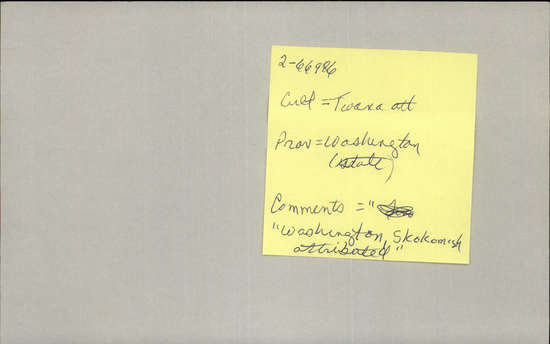 2-66986
Cult = Twana att
Prov = Washington
(state)
Comments = "
"Washington, Skokomish
attributed"